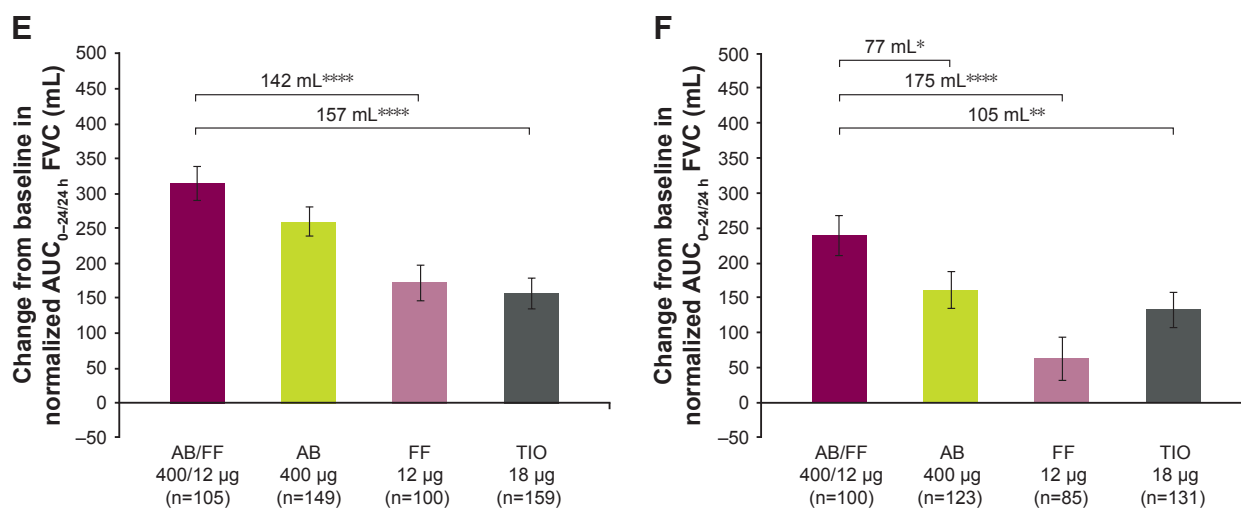 E
Change from baseline in
normalized AUC0–24/24 h FVC (mL)
500
450
400
350
300
250
200
150
100
50
0
–50
142 mL****
157 mL****
AB/FF
400/12 µg
(n=105)
AB
400 µg
(n=149)
FF
12 µg
(n=100)
TIO
18 µg
(n=159)
F
Change from baseline in
normalized AUC0–24/24 h FVC (mL)
500
450
400
350
300
250
200
150
100
50
0
–50
77 mL*
175 mL****
105 mL**
AB/FF
400/12 µg
(n=100)
AB
400 µg
(n=123)
FF
12 µg
(n=85)
TIO
18 µg
(n=131)